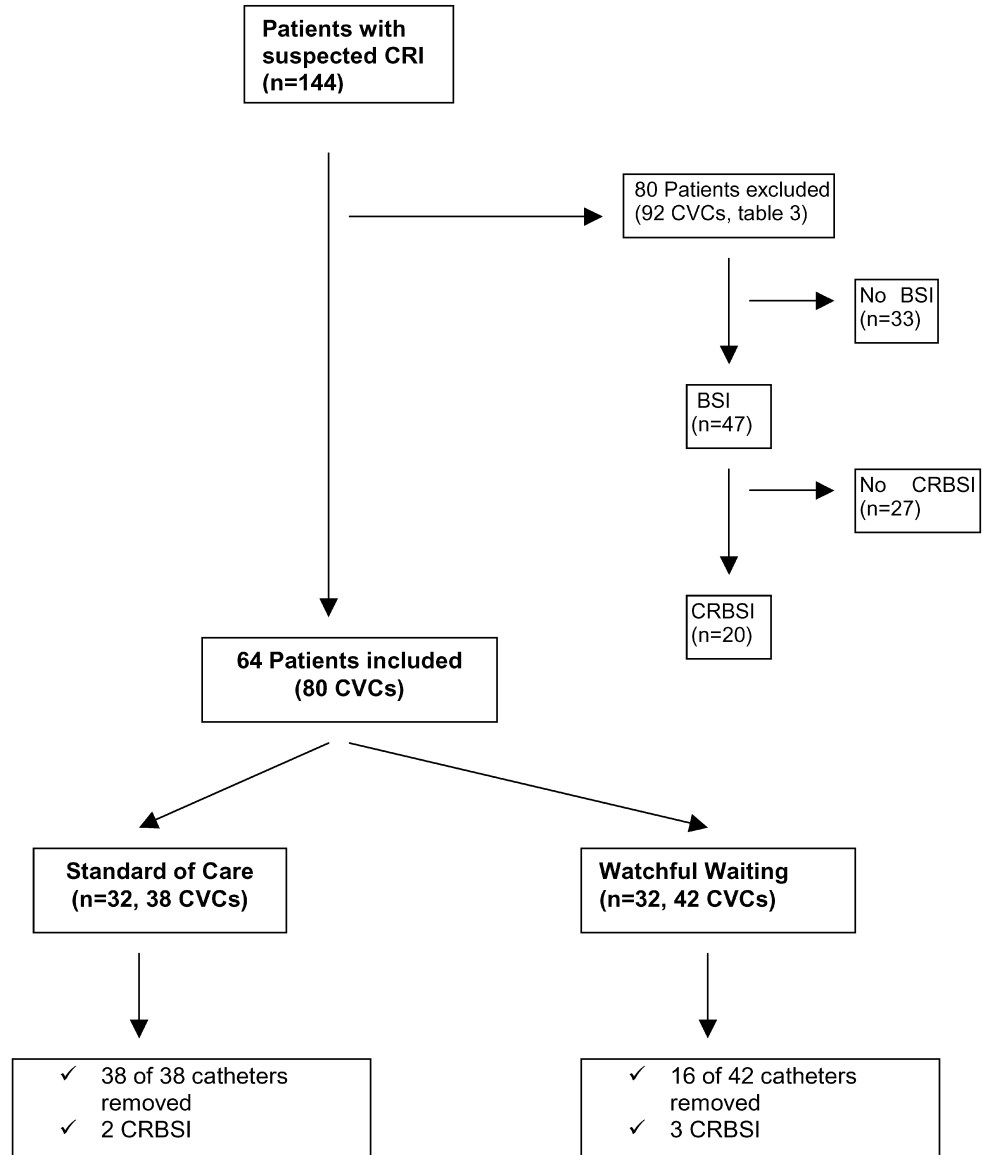 Patients with
suspected CRI
(n=144)
80 Patients excluded
(92 CVCs, table 3)
No BSI
(n=33)
BSI
(n=47)
No CRBSI
(n=27)
CRBSI
(n=20)
64 Patients included
(80 CVCs)
Standard of Care
(n=32, 38 CVCs)
Watchful Waiting
(n=32, 42 CVCs)
✓ 38 of 38 catheters
removed
✓ 2 CRBSI
✓ 16 of 42 catheters
removed
✓ 3 CRBSI